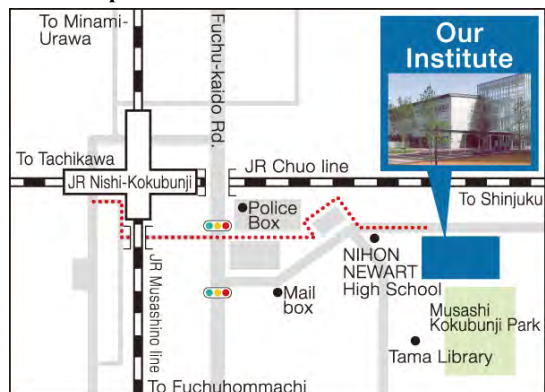 To Minami-
Urawa
Fuchu-kaido Rd.
Our
Institute
To Tachikawa
JR Nishi-Kokubunji
JR Chuo line
To Shinjuku
Police
Box
NIHON
NEWART
High School
Mail
box
JR Musashino line
Musashi
Kokubunji Park
Tama Library
To Fuchuhommachi